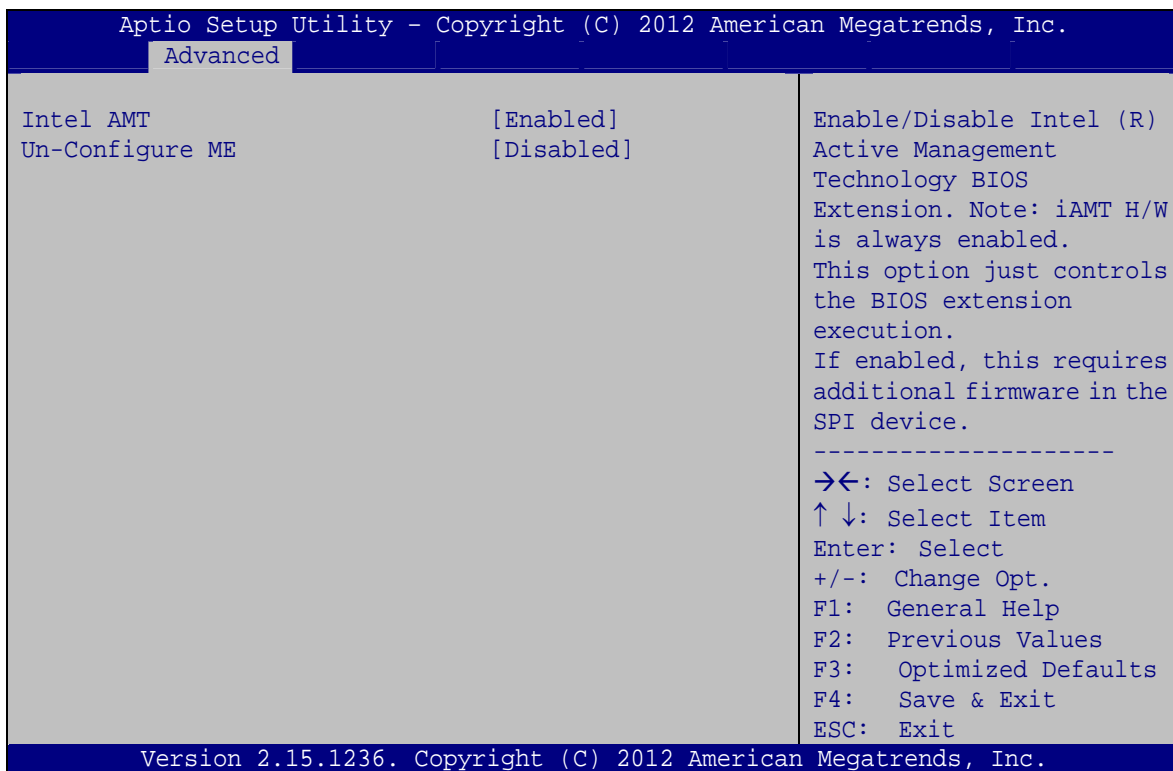 Aptio Setup Utility – Copyright (C) 2012 American Megatrends, Inc.
Advanced
Intel AMT [Enabled]
Un-Configure ME [Disabled]
Enable/Disable Intel (R)
Active Management
Technology BIOS
Extension. Note: iAMT H/W
is always enabled.
This option just controls
the BIOS extension
execution.
If enabled, this requires
additional firmware in the
SPI device.
---------------------
→←: Select Screen
↑ ↓: Select Item
Enter: Select
+/-: Change Opt.
F1: General Help
F2: Previous Values
F3: Optimized Defaults
F4: Save & Exit
ESC: Exit
Version 2.15.1236. Copyright (C) 2012 American Megatrends, Inc.